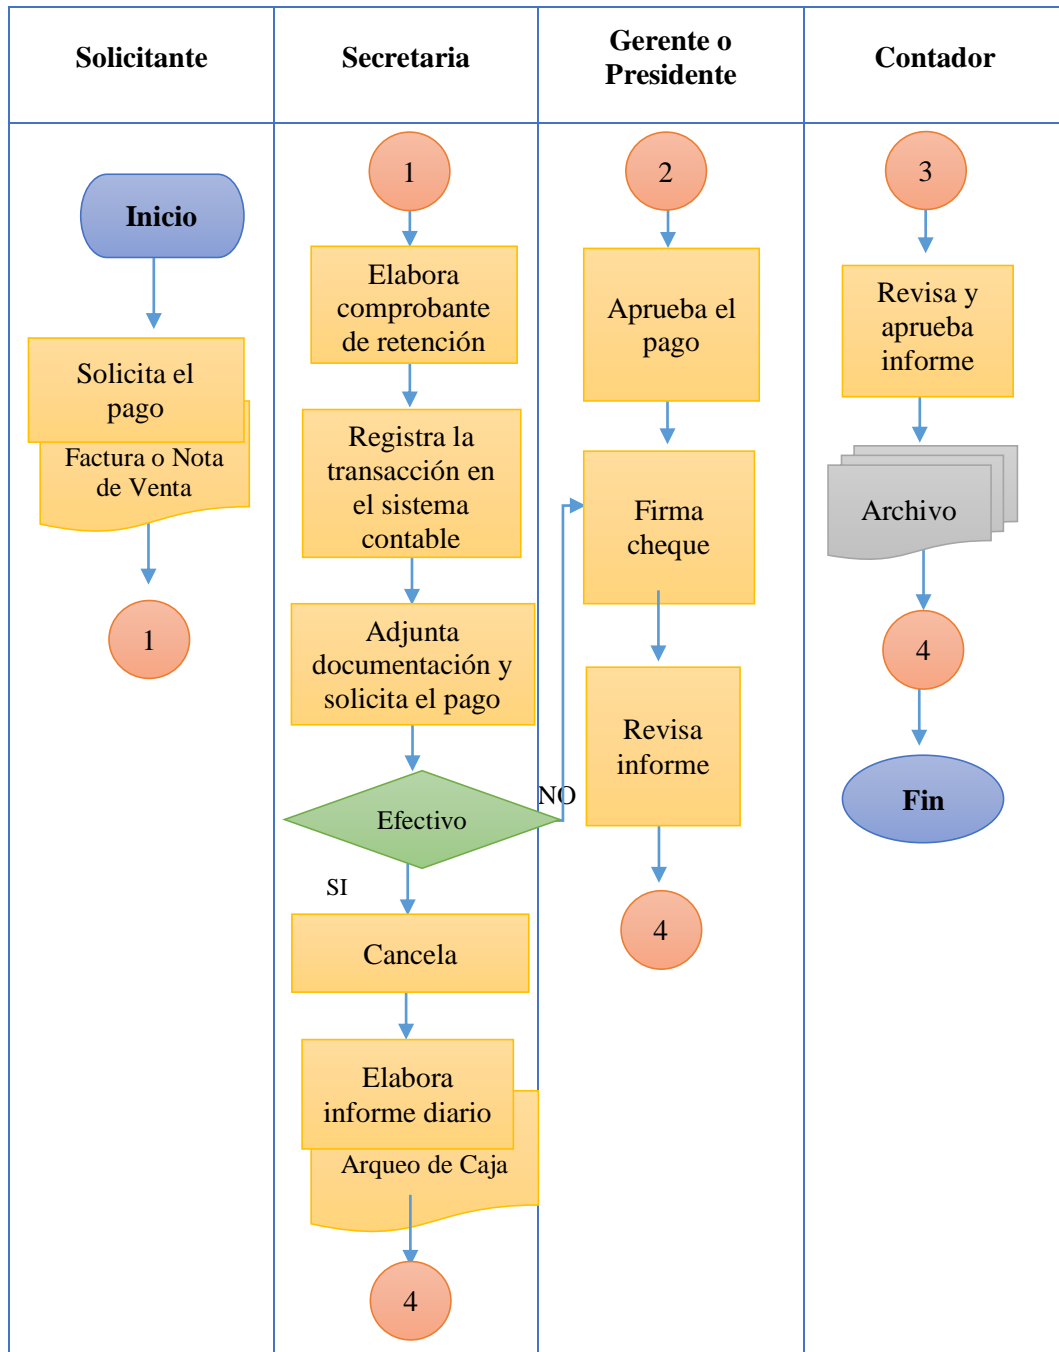 Solicitante
Secretaria
Gerente o
Presidente
Contador
Inicio
Solicita el
pago
Factura o Nota
de Venta
1
1
Elabora
comprobante
de retención
Registra la
transacción en
el sistema
contable
Adjunta
documentación y
solicita el pago
Efectivo
NO
SI
Cancela
Elabora
informe diario
Arqueo de Caja
4
2
Aprueba el
pago
Firma
cheque
Revisa
informe
4
3
Revisa y
aprueba
informe
Archivo
4
Fin